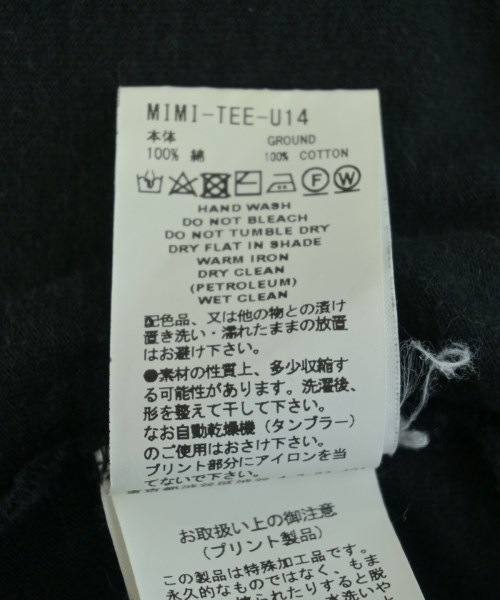 MIMI-TEE-U14
本体 GROUND
100% 綿 100% COTTON
F W
HAND WASH
DO NOT BLEACH
DO NOT TUMBLE DRY
DRY FLAT IN SHADE
WARM IRON
DRY CLEAN
(PETROLEUM)
WET CLEAN
配色品、又は他の物との漬け
置き洗い・濡れたままの放置
はお避け下さい。
●素材の性質上、多少収縮す
る可能性があります。洗濯後、
形を整えて干して下さい。
なお自動乾燥機（タンブラー）
のご使用はおさけ下さい。
プリント部分にアイロンを当
てないで下さい。
お取扱い上の御注意
（プリント製品）
この製品は特殊加工品です。
永久的なものではなく、もま